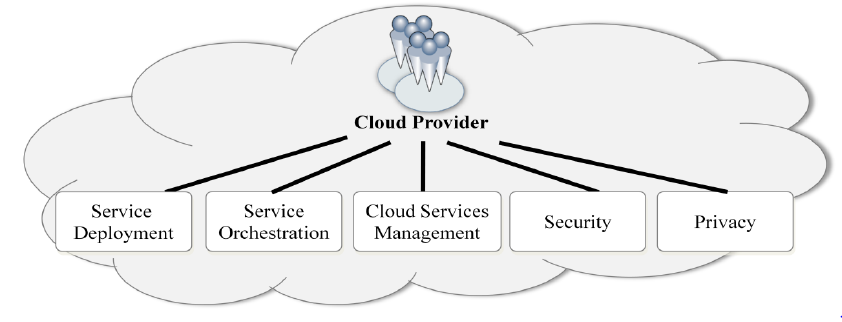 Cloud Provider
Service
Deployment
Service
Orchestration
Cloud Services
Management
Security
Privacy